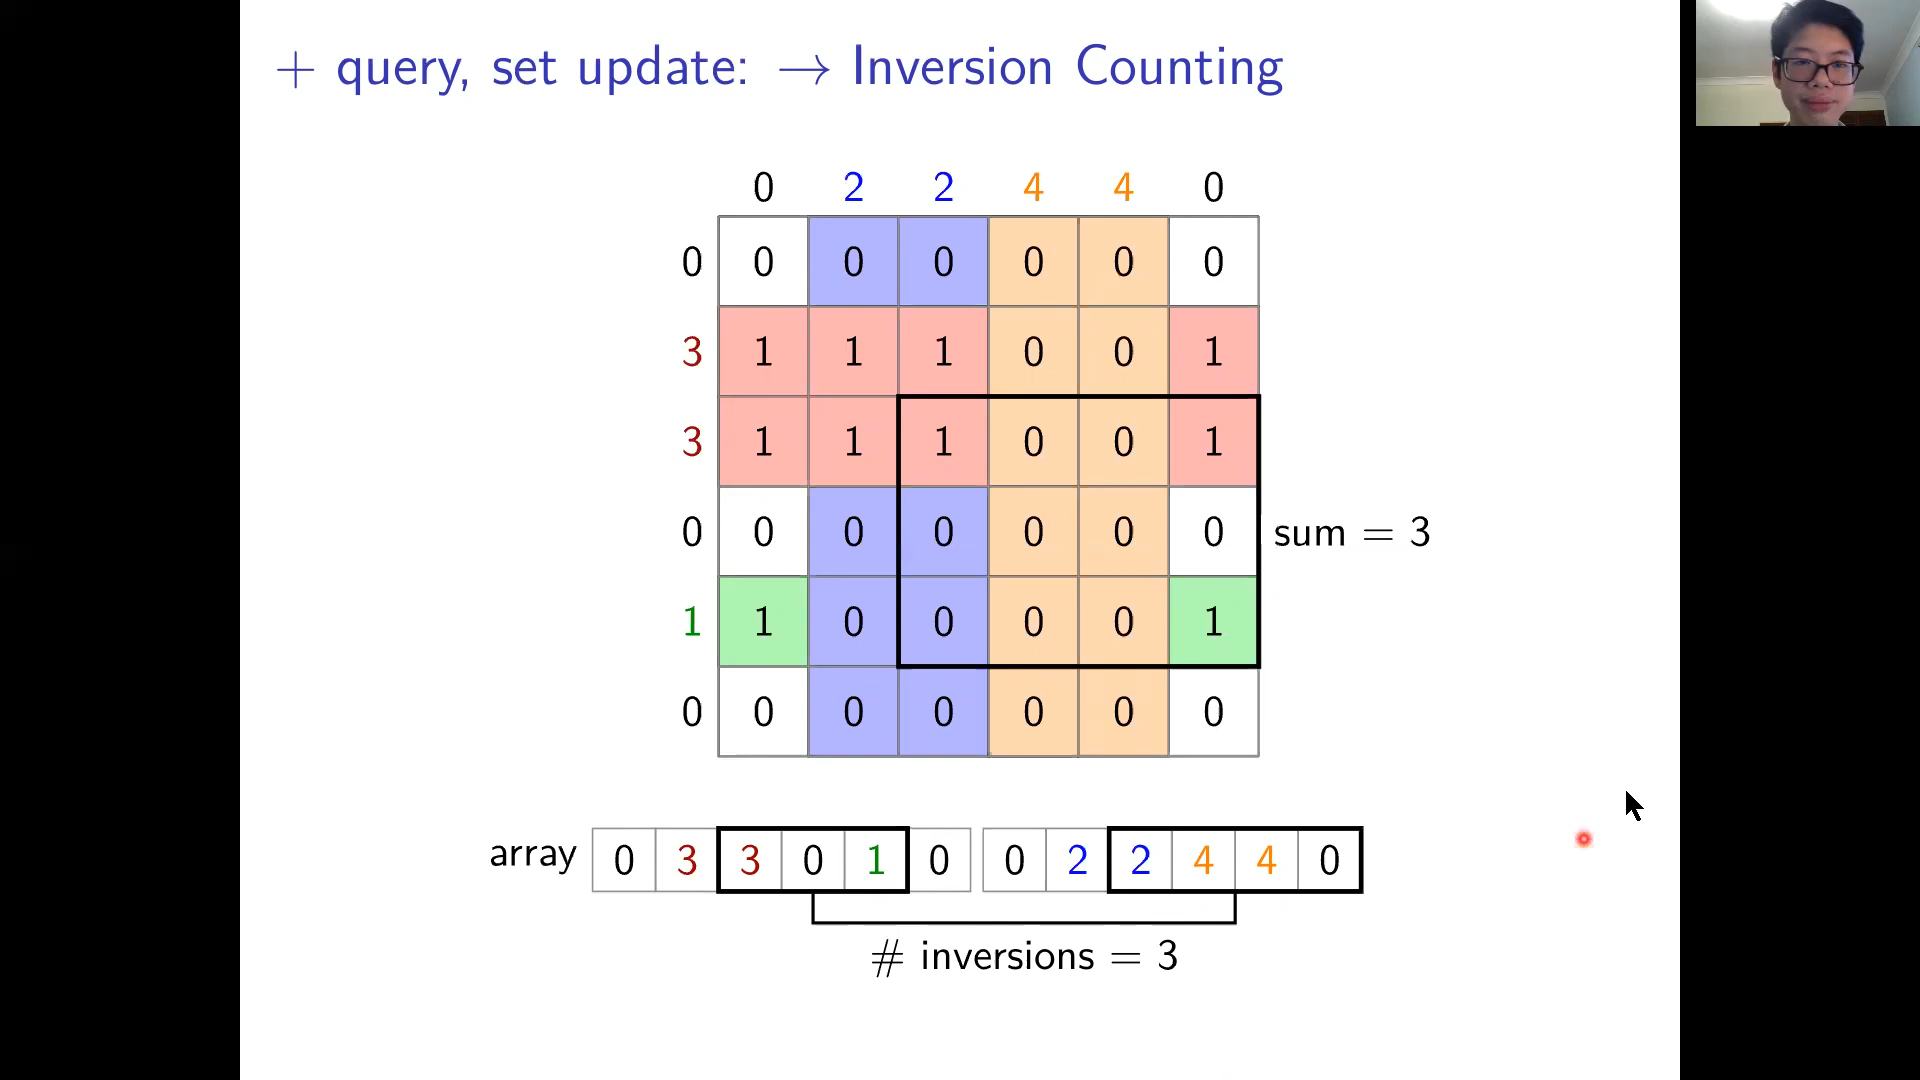 + query, set update: → Inversion Counting
0 2 2 4 4 0
0 0 0 0 0 0 0
3 1 1 1 0 0 1
3 1 1 1 0 0 1
0 0 0 0 0 0 0 sum = 3
1 1 0 0 0 0 1
0 0 0 0 0 0 0
array 0 3 3 0 1 0 0 2 2 4 4 0
# inversions = 3